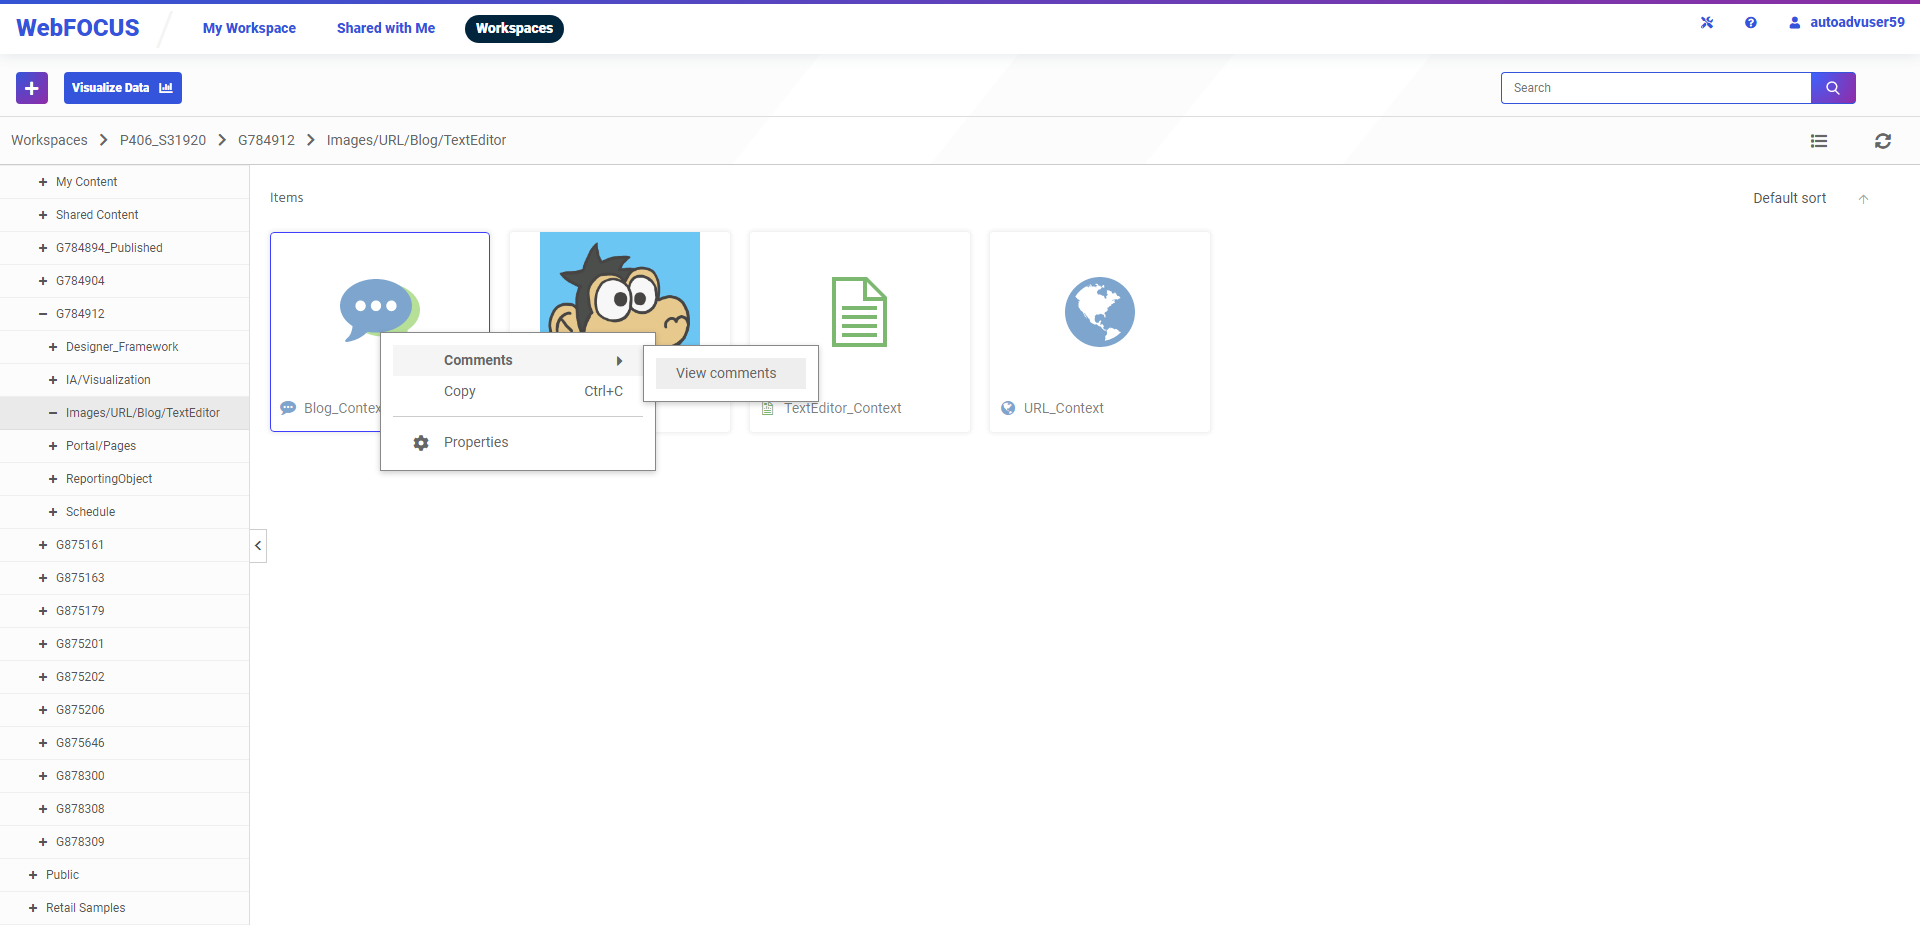 WebFOCUS
My Workspace
Shared with Me
Workspaces
autoadvuser59
Visualize Data
Search
Workspaces
P406_S31920
G784912
Images/URL/Blog/TextEditor
My Content
Shared Content
G784894_Published
G784904
G784912
Designer_Framework
IA/Visualization
Images/URL/Blog/TextEditor
Portal/Pages
ReportingObject
Schedule
G875161
G875163
G875179
G875201
G875202
G875206
G875646
G878300
G878308
G878309
Public
Retail Samples
Items
Default sort
Blog_Contex
TextEditor_Context
URL_Context
Comments
Copy Ctrl+C
Properties
View comments